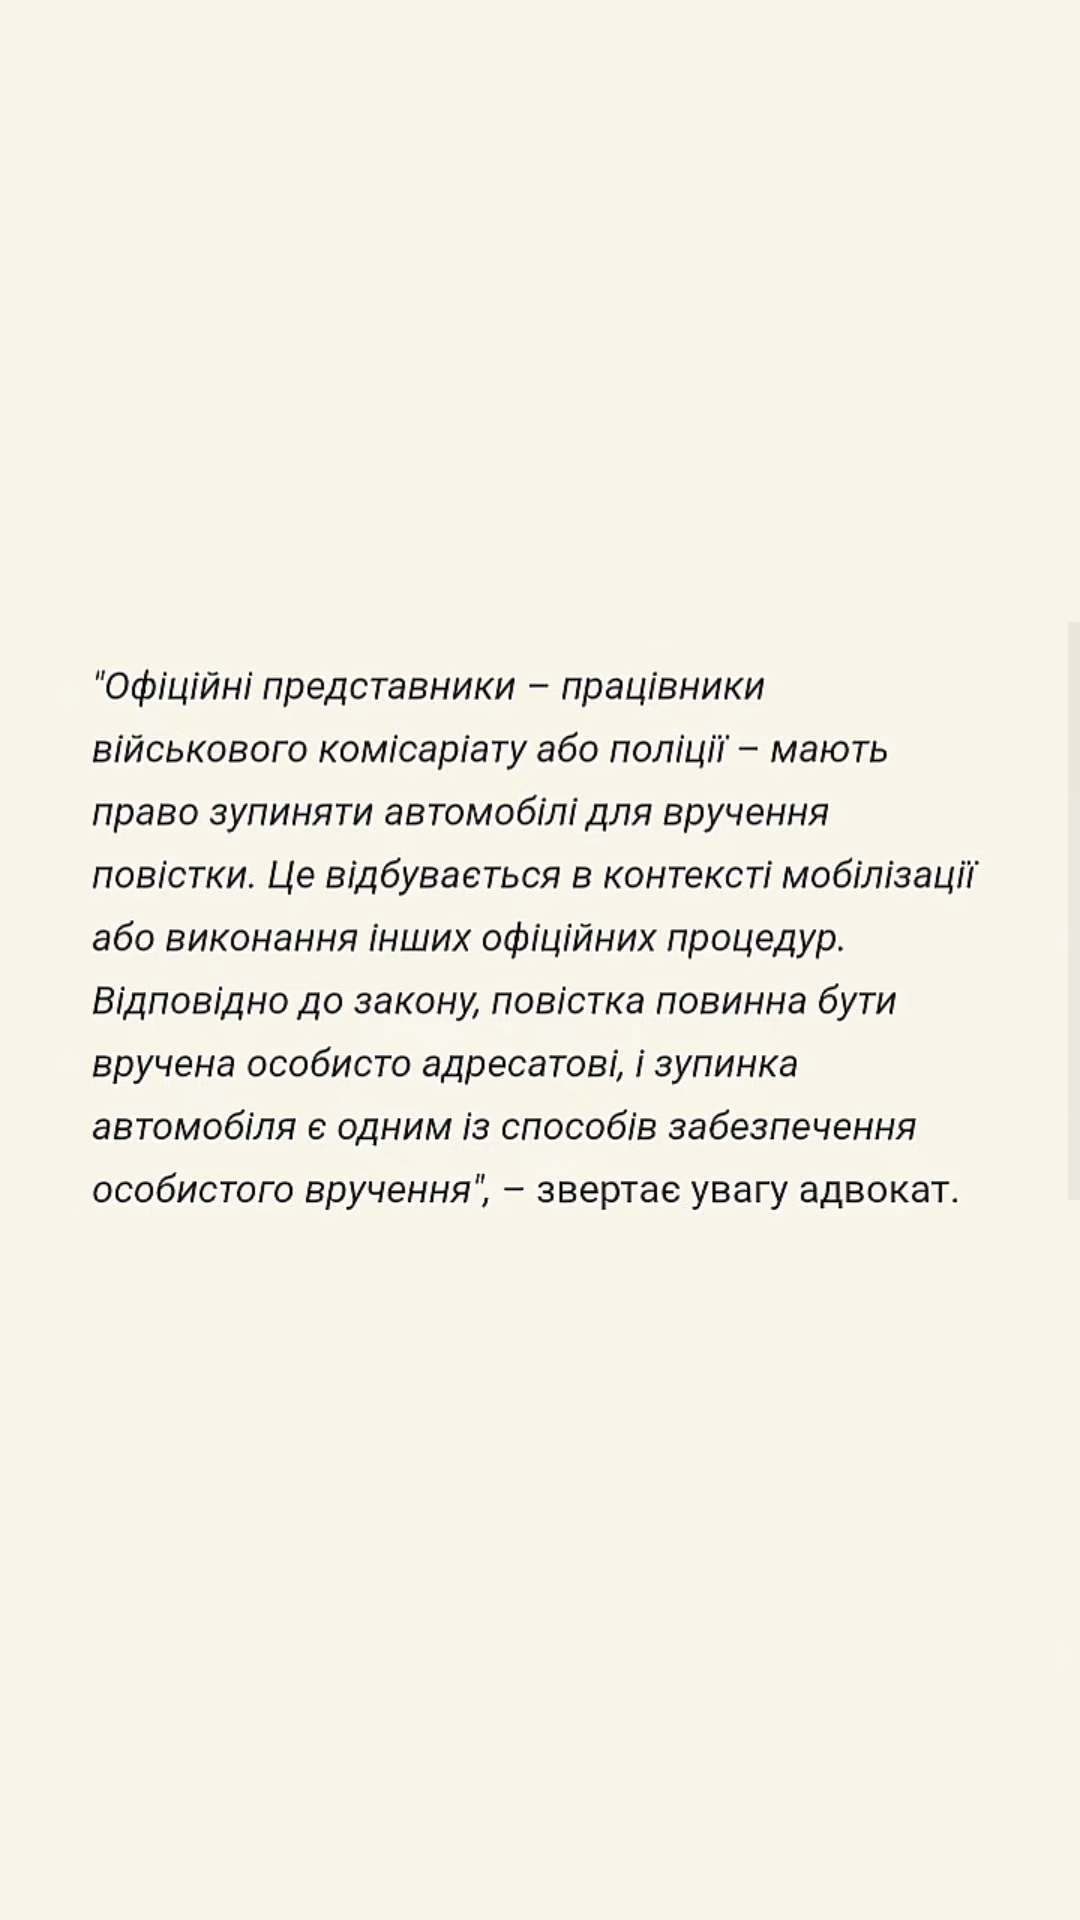 "Офіційні представники – працівники
військового комісаріату або поліції – мають
право зупиняти автомобілі для вручення
повістки. Це відбувається в контексті мобілізації
або виконання інших офіційних процедур.
Відповідно до закону, повістка повинна бути
вручена особисто адресатові, і зупинка
автомобіля є одним із способів забезпечення
особистого вручення", – звертає увагу адвокат.